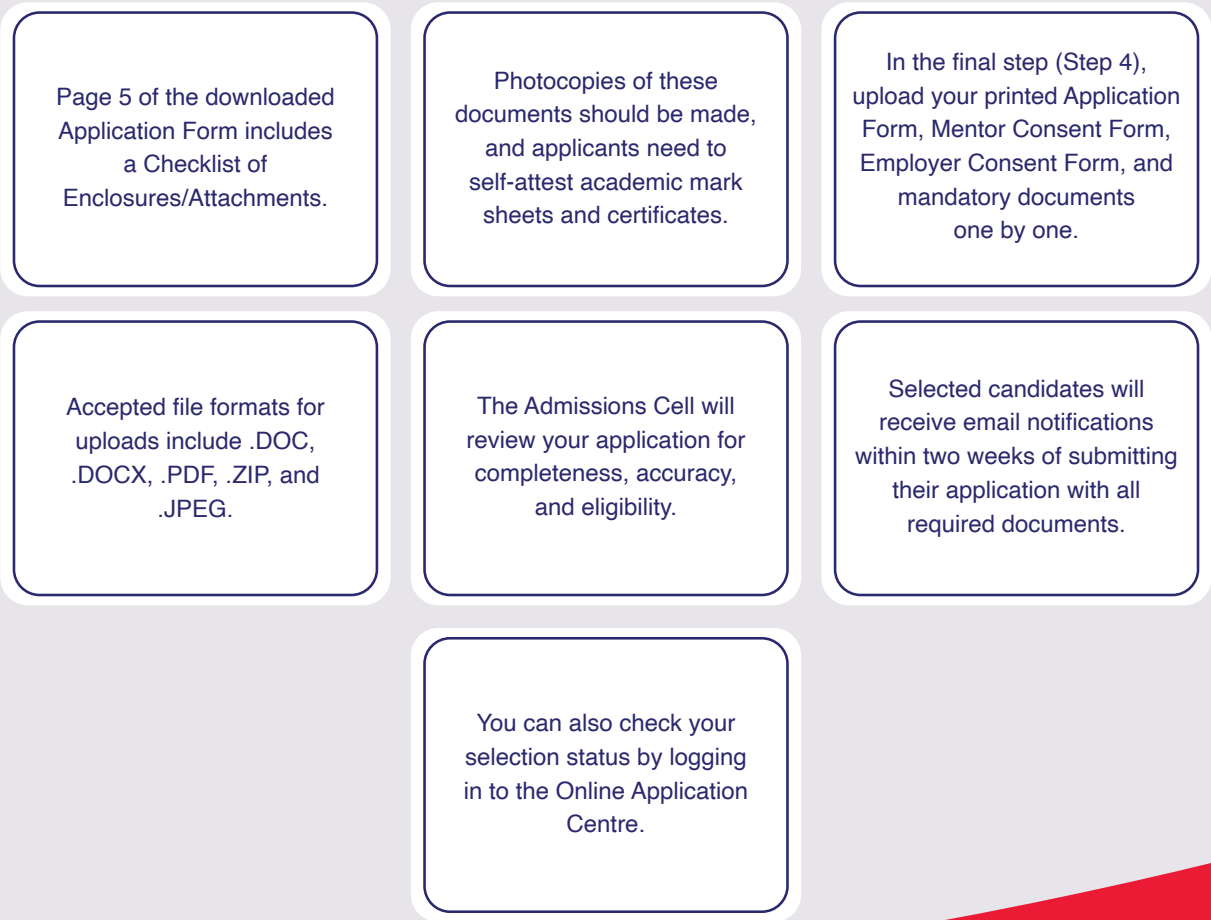 Page 5 of the downloaded
Application Form includes
a Checklist of
Enclosures/Attachments.
Photocopies of these
documents should be made,
and applicants need to
self-attest academic mark
sheets and certificates.
In the final step (Step 4),
upload your printed Application
Form, Mentor Consent Form,
Employer Consent Form, and
mandatory documents
one by one.
Accepted file formats for
uploads include .DOC,
.DOCX, .PDF, .ZIP, and
.JPEG.
The Admissions Cell will
review your application for
completeness, accuracy,
and eligibility.
Selected candidates will
receive email notifications
within two weeks of submitting
their application with all
required documents.
You can also check your
selection status by logging
in to the Online Application
Centre.